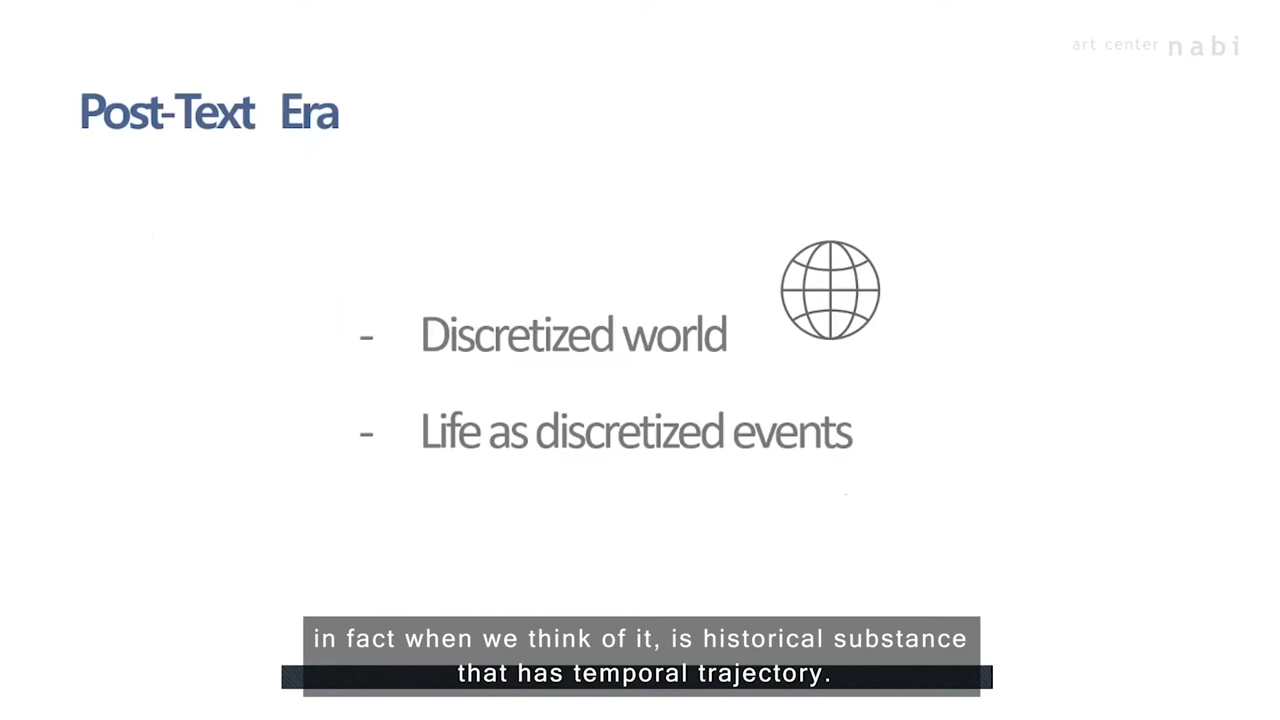 art center nabi
Post-Text Era
- Discretized world
- Life as discretized events
in fact when we think of it, is historical substance
that has temporal trajectory.